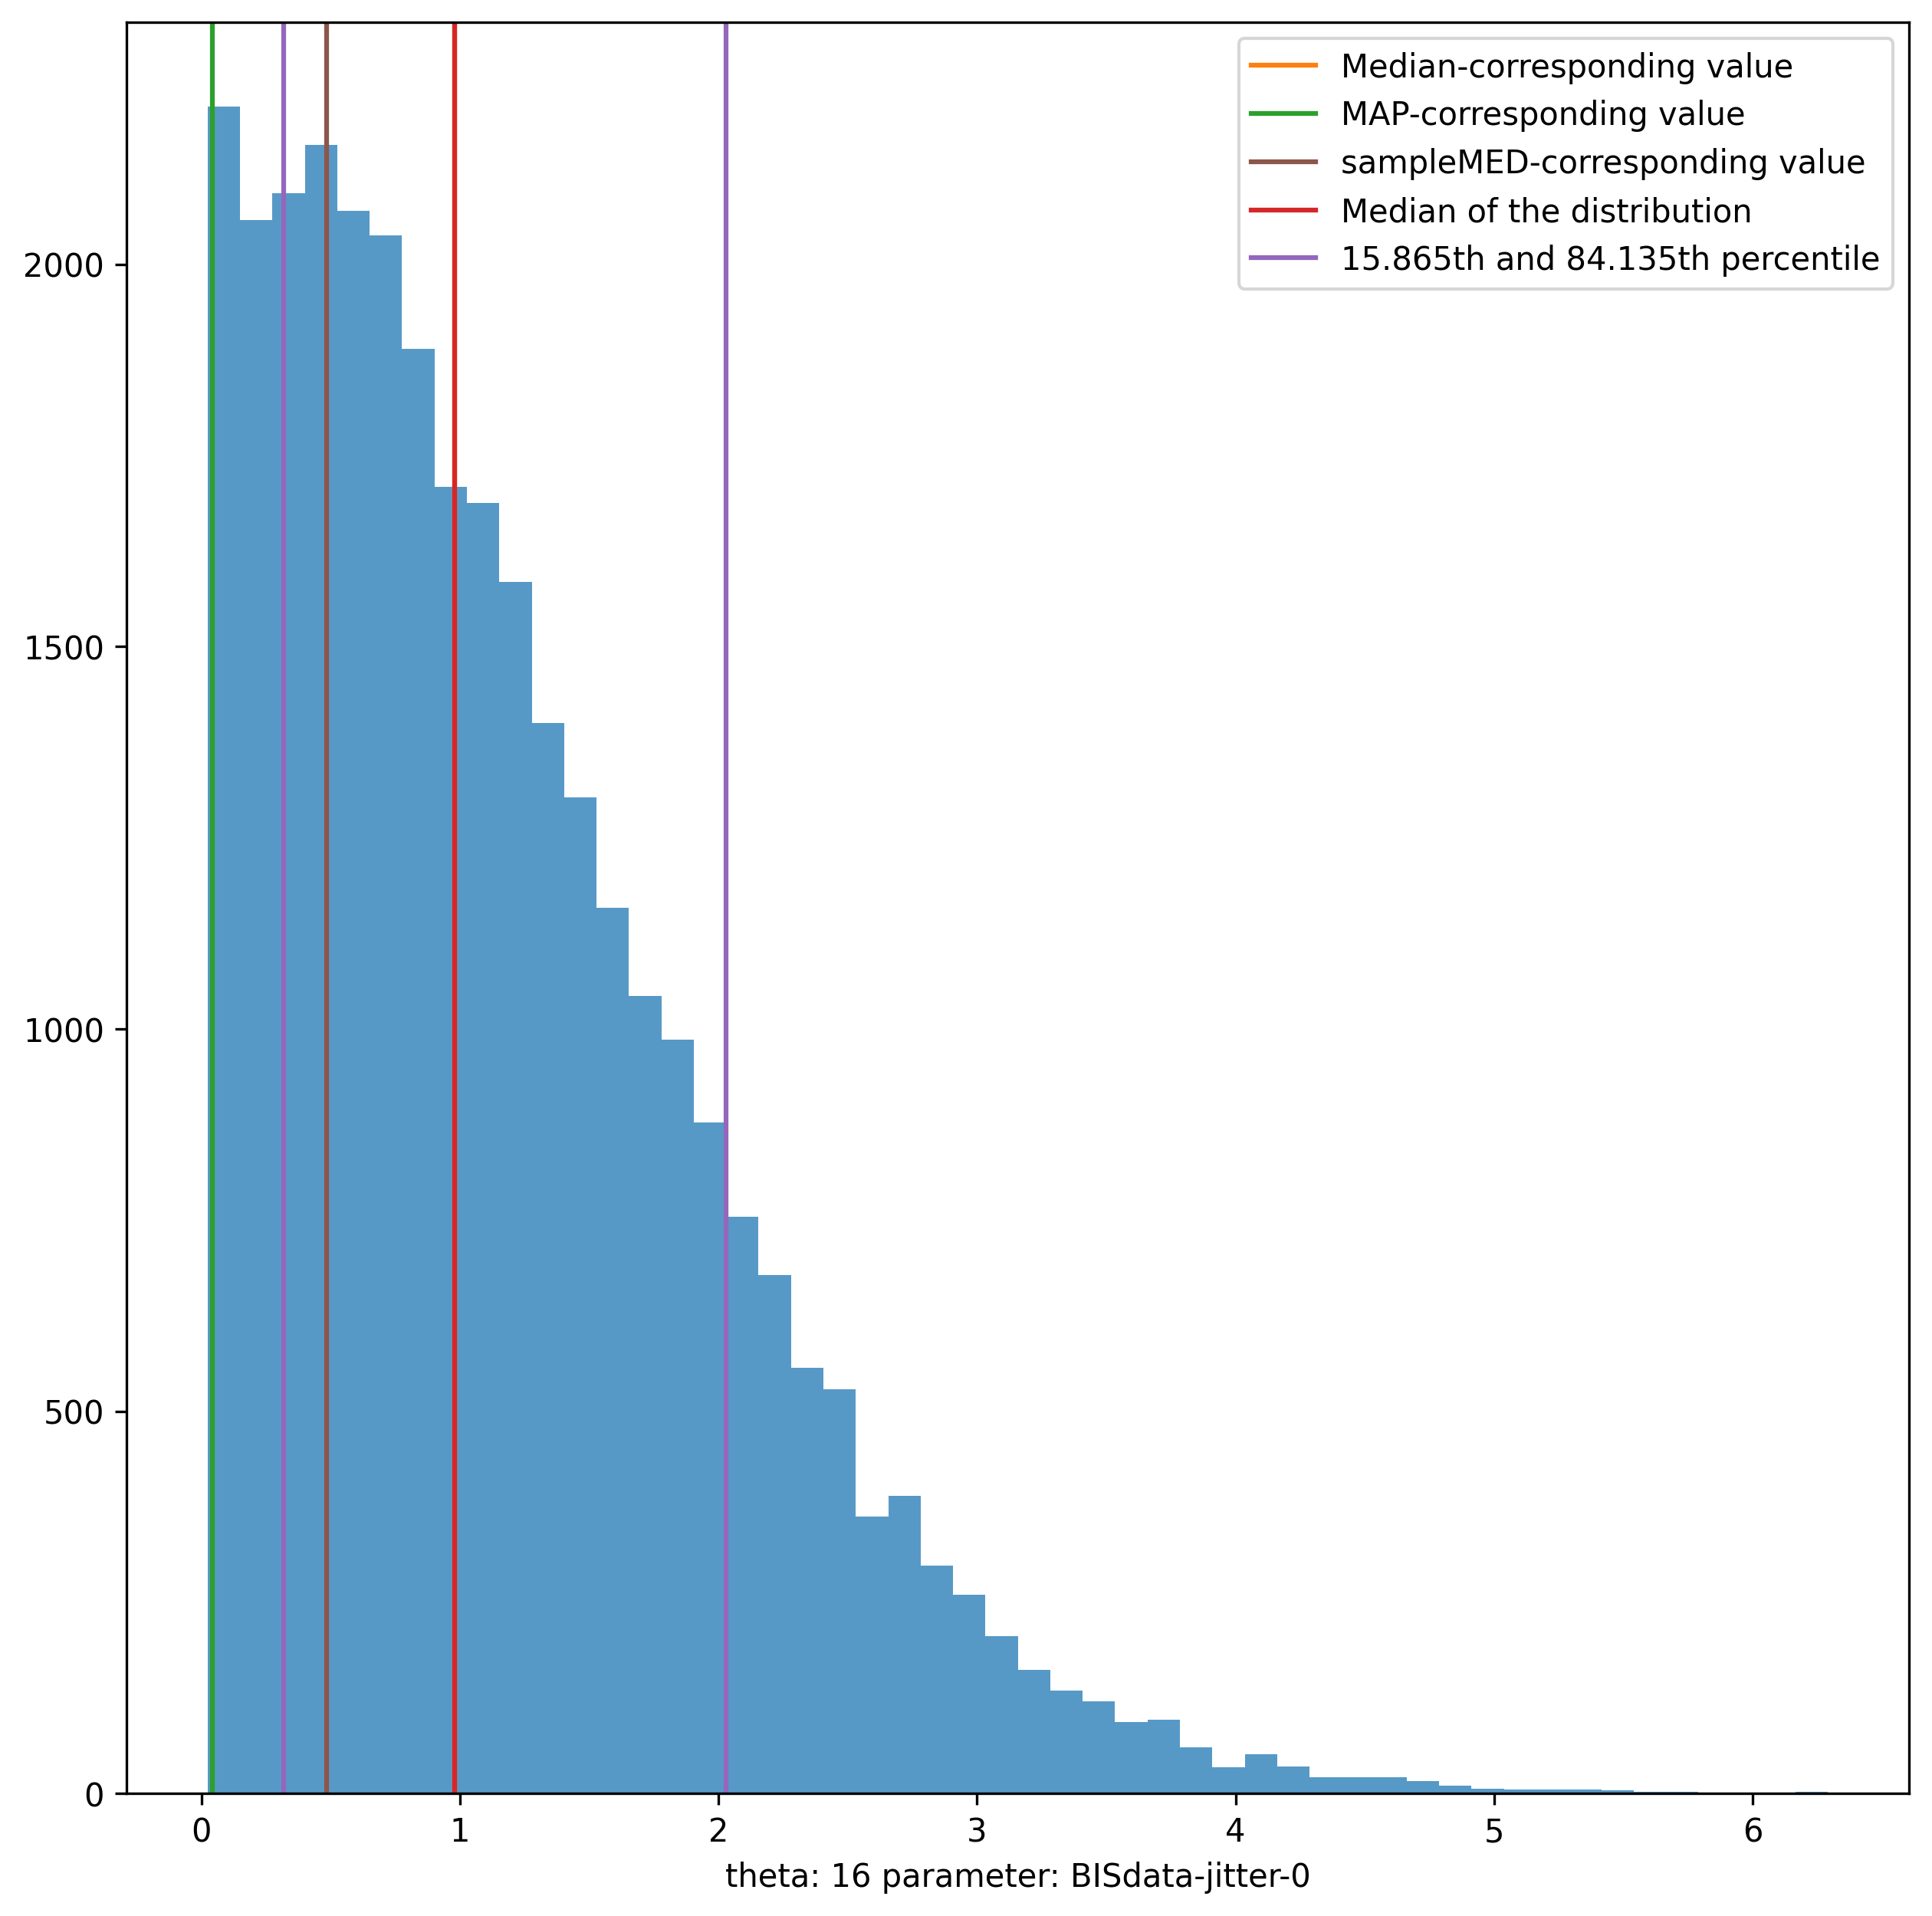 Median-corresponding value
MAP-corresponding value
sampleMED-corresponding value
Median of the distribution
15.865th and 84.135th percentile
2000
1500
1000
500
0
0 1 2 3 4 5 6
theta: 16 parameter: BISdata-jitter-0